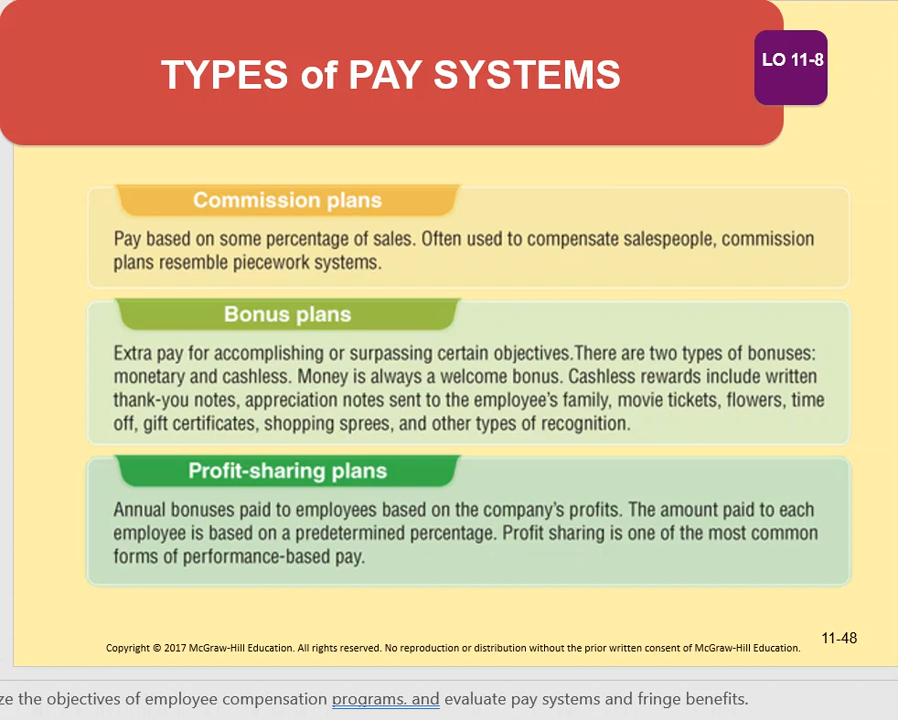 TYPES of PAY SYSTEMS
LO 11-8
Commission plans
Pay based on some percentage of sales. Often used to compensate salespeople, commission
plans resemble piecework systems.
Bonus plans
Extra pay for accomplishing or surpassing certain objectives.There are two types of bonuses:
monetary and cashless. Money is always a welcome bonus. Cashless rewards include written
thank-you notes, appreciation notes sent to the employee's family, movie tickets, flowers, time
off, gift certificates, shopping sprees, and other types of recognition.
Profit-sharing plans
Annual bonuses paid to employees based on the company's profits. The amount paid to each
employee is based on a predetermined percentage. Profit sharing is one of the most common
forms of performance-based pay.
11-48
Copyright © 2017 McGraw-Hill Education. All rights reserved. No reproduction or distribution without the prior written consent of McGraw-Hill Education.
the objectives of employee compensation programs. and evaluate pay systems and fringe benefits.